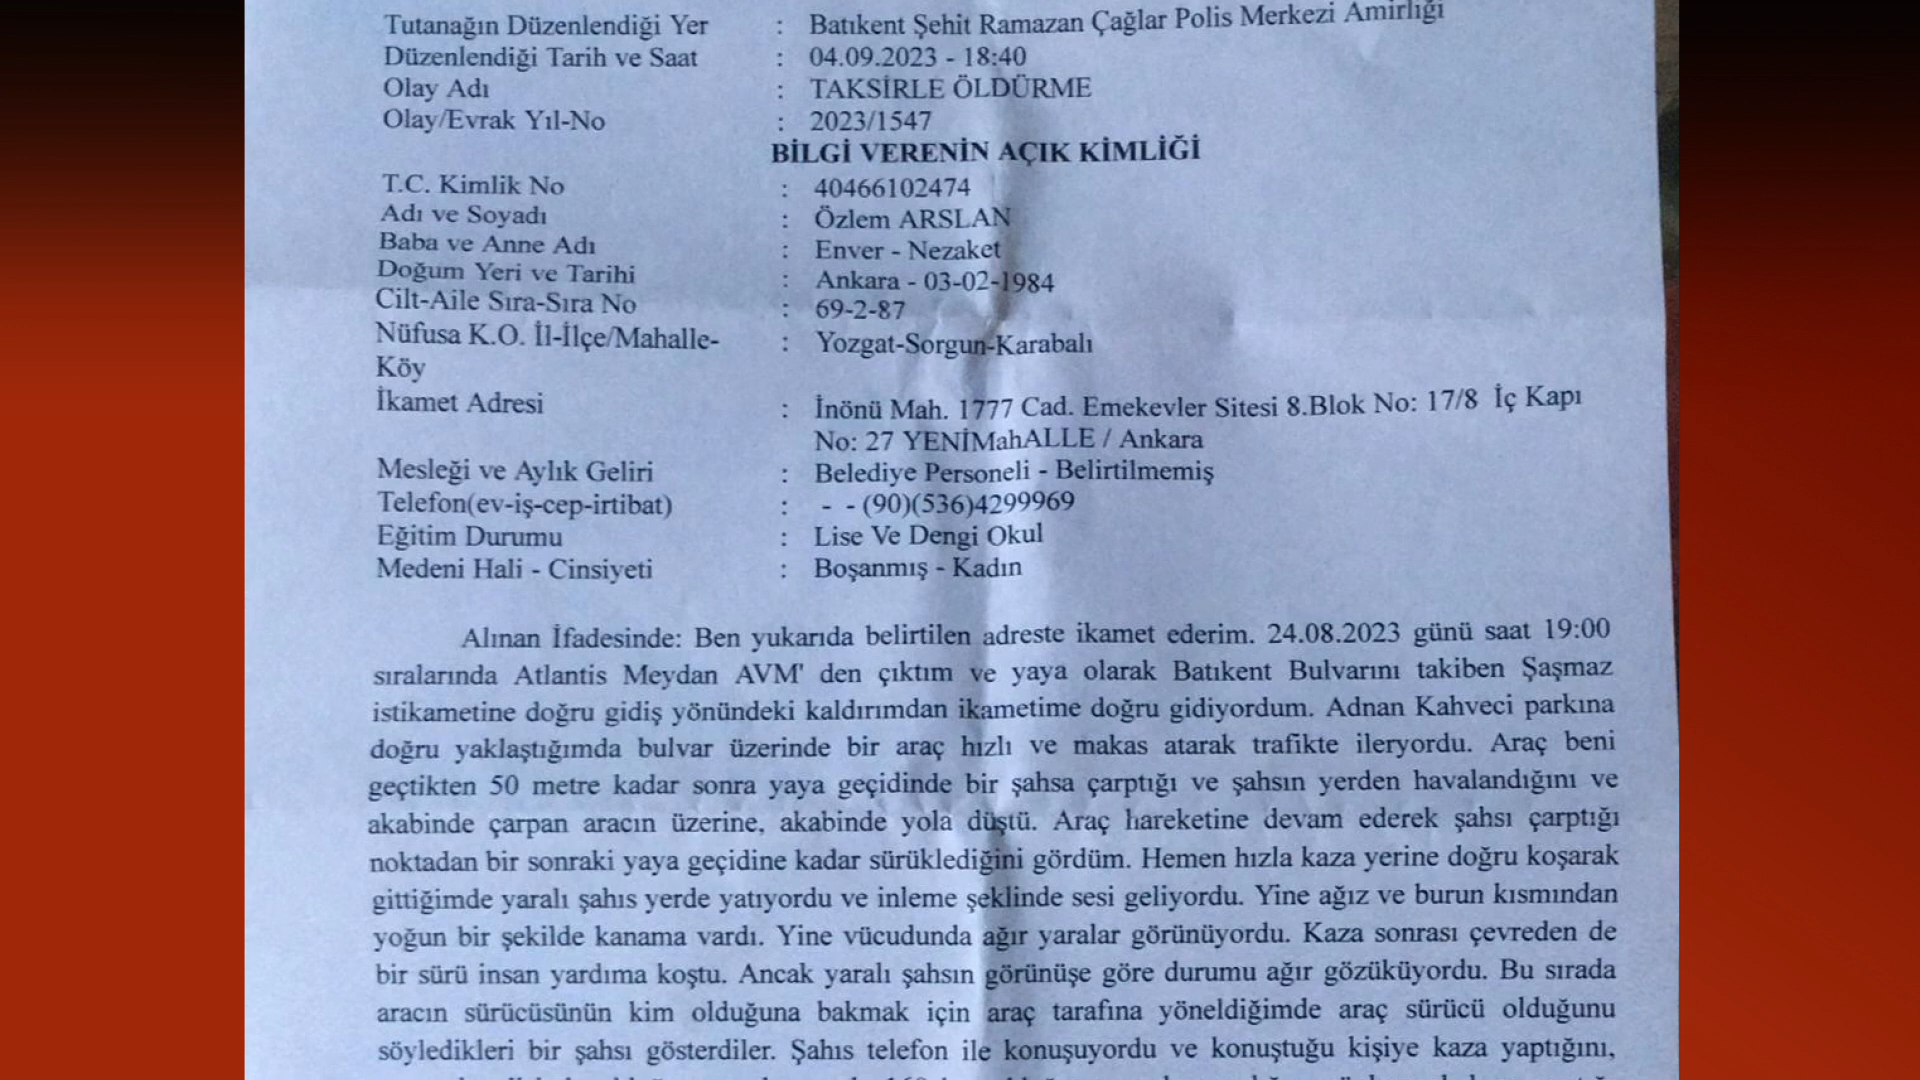 Tutanağın Düzenlendiği Yer : Batıkent Şehit Ramazan Çağlar Polis Merkezi Amirliği
Düzenlendiği Tarih ve Saat : 04.09.2023 - 18:40
Olay Adı : TAKSİRLE ÖLDÜRME
Olay/Evrak Yıl-No : 2023/1547
BİLGİ VERENİN AÇIK KİMLİĞİ
T.C. Kimlik No : 40466102474
Adı ve Soyadı : Özlem ARSLAN
Baba ve Anne Adı : Enver - Nezaket
Doğum Yeri ve Tarihi : Ankara - 03-02-1984
Cilt-Aile Sıra-Sıra No : 69-2-87
Nüfusa K.O. İl-İlçe/Mahalle- : Yozgat-Sorgun-Karabalı
Köy
İkamet Adresi : İnönü Mah. 1777 Cad. Emekevler Sitesi 8.Blok No: 17/8 İç Kapı
No: 27 YENİMahALLE / Ankara
Mesleği ve Aylık Geliri : Belediye Personeli - Belirtilmemiş
Telefon(ev-iş-cep-irtibat) : - - (90)(536)4299969
Eğitim Durumu : Lise Ve Dengi Okul
Medeni Hali - Cinsiyeti : Boşanmış - Kadın
Alınan İfadesinde: Ben yukarıda belirtilen adreste ikamet ederim. 24.08.2023 günü saat 19:00
sıralarında Atlantis Meydan AVM' den çıktım ve yaya olarak Batıkent Bulvarını takiben Şaşmaz
istikametine doğru gidiş yönündeki kaldırımdan ikametime doğru gidiyordum. Adnan Kahveci parkına
doğru yaklaştığımda bulvar üzerinde bir araç hızlı ve makas atarak trafikte ileryordu. Araç beni
geçtikten 50 metre kadar sonra yaya geçidinde bir şahsa çarptığı ve şahsın yerden havalandığını ve
akabinde çarpan aracın üzerine, akabinde yola düştü. Araç hareketine devam ederek şahsı çarptığı
noktadan bir sonraki yaya geçidine kadar sürüklediğini gördüm. Hemen hızla kaza yerine doğru koşarak
gittiğimde yaralı şahıs yerde yatıyordu ve inleme şeklinde sesi geliyordu. Yine ağız ve burun kısmından
yoğun bir şekilde kanama vardı. Yine vücudunda ağır yaralar görünüyordu. Kaza sonrası çevreden de
bir sürü insan yardıma koştu. Ancak yaralı şahsın görünüşe göre durumu ağır gözüküyordu. Bu sırada
aracın sürücüsünün kim olduğuna bakmak için araç tarafına yöneldiğimde araç sürücü olduğunu
söyledikleri bir şahsı gösterdiler. Şahıs telefon ile konuşuyordu ve konuştuğu kişiye kaza yaptığını,